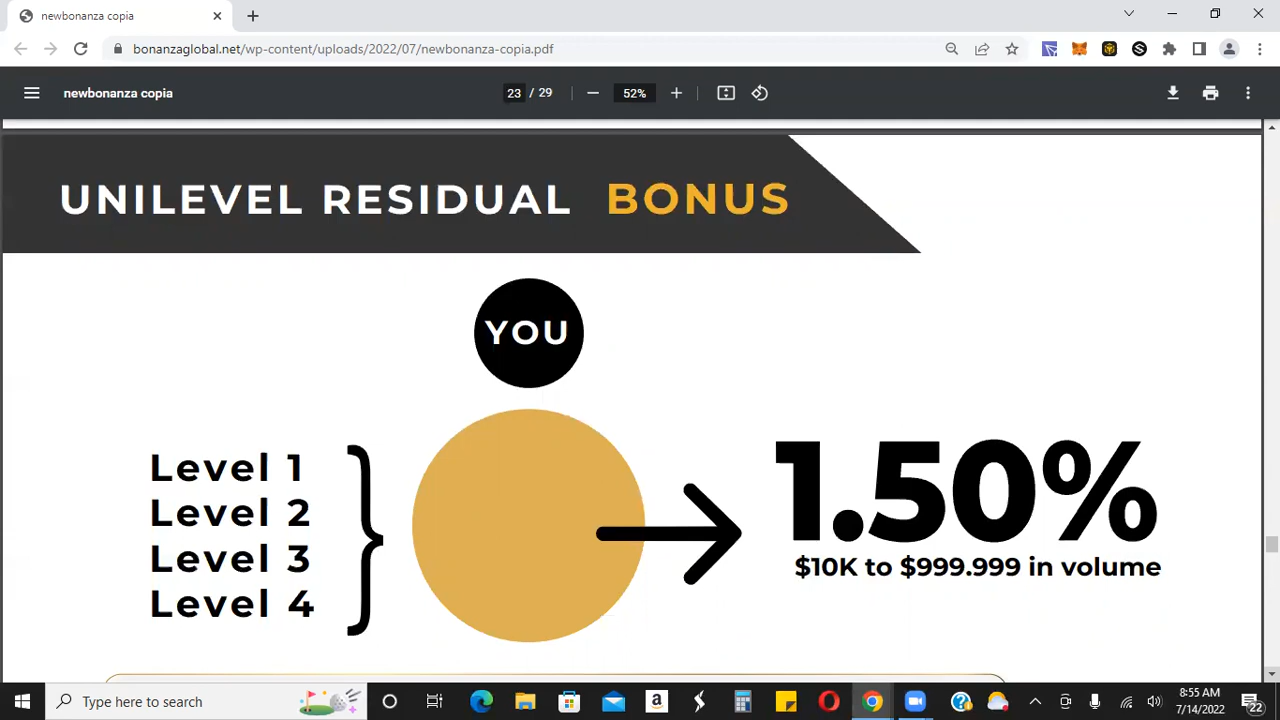 newbonanza copia
bonanzaglobal.net/wp-content/uploads/2022/07/newbonanza-copia.pdf
newbonanza copia
23 / 29
52%
UNILEVEL RESIDUAL BONUS
YOU
Level 1
Level 2
Level 3
Level 4
1.50%
$10K to $999.999 in volume
Type here to search
8:55 AM
7/14/2022
22